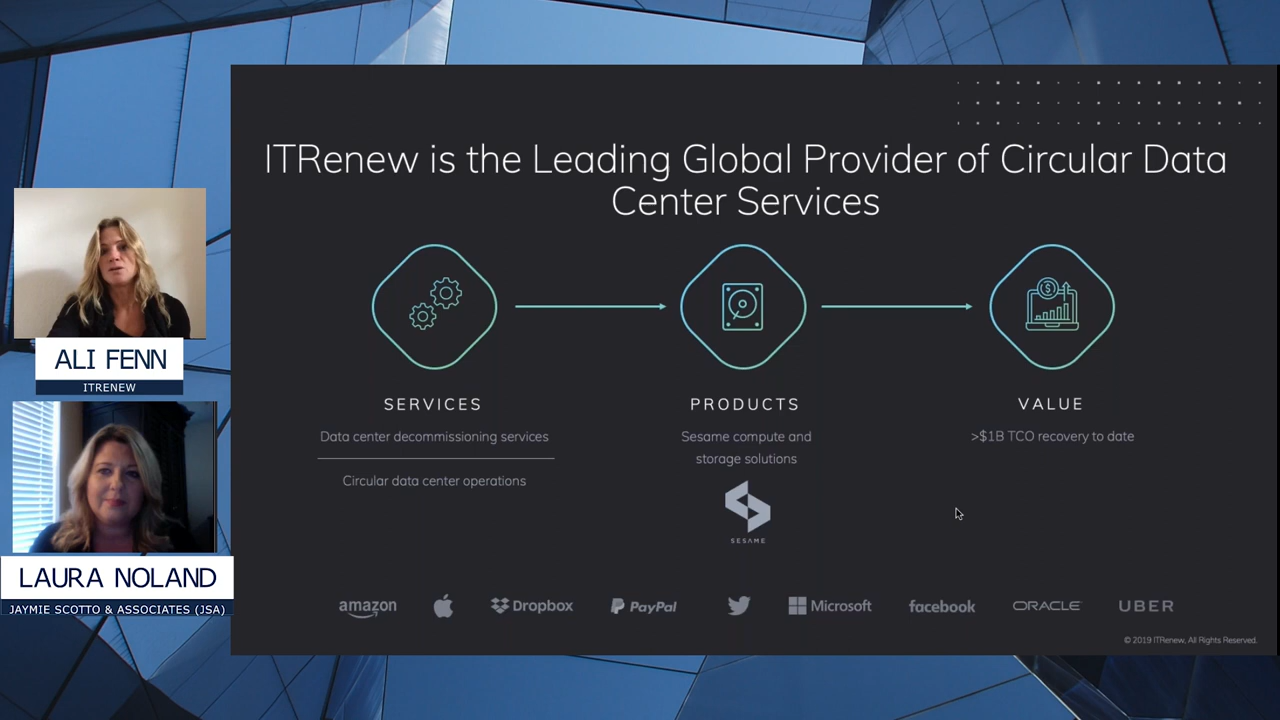 ITRenew is the Leading Global Provider of Circular Data
Center Services
ALI FENN
ITRENEW
LAURA NOLAND
JAYMIE SCOTTO & ASSOCIATES (JSA)
SERVICES
Data center decommissioning services
Circular data center operations
PRODUCTS
Sesame compute and
storage solutions
SESAME
VALUE
>$1B TCO recovery to date
amazon Dropbox PayPal Microsoft facebook ORACLE UBER
© 2019 ITRenew, All Rights Reserved.